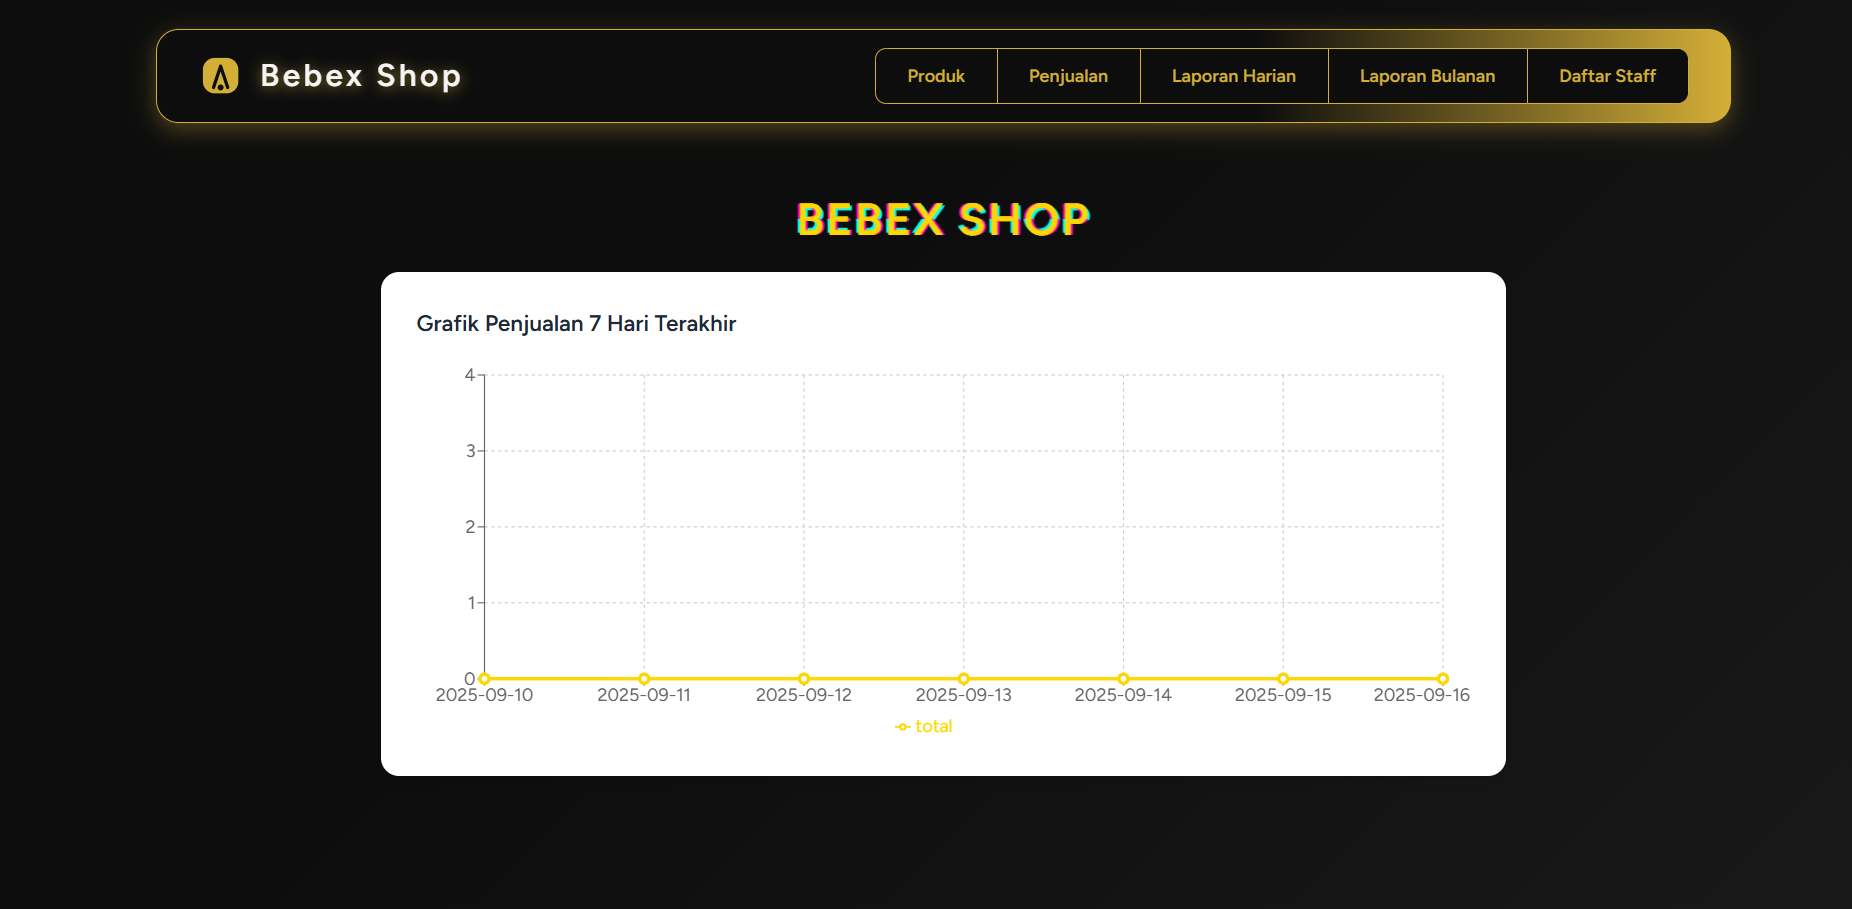 Bebex Shop
Produk
Penjualan
Laporan Harian
Laporan Bulanan
Daftar Staff
BEBEX SHOP
Grafik Penjualan 7 Hari Terakhir
4
3
2
1
0
2025-09-10 2025-09-11 2025-09-12 2025-09-13 2025-09-14 2025-09-15 2025-09-16
total